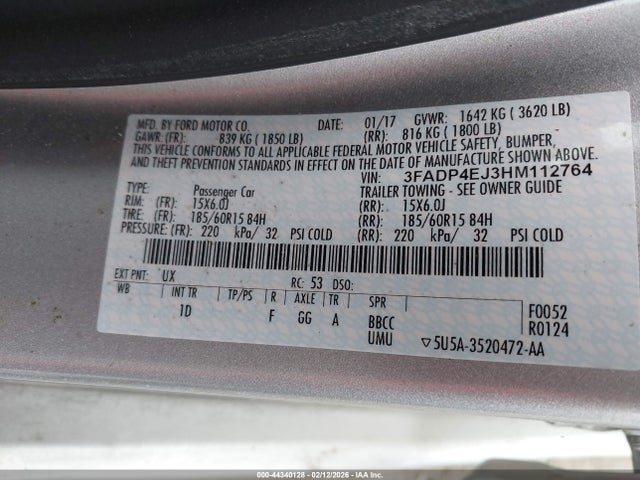 MFD. BY FORD MOTOR CO. DATE: 01/17 GVWR: 1642 KG ( 3620 LB)
GAWR: (FR): 839 KG ( 1850 LB) (RR): 816 KG ( 1800 LB)
THIS VEHICLE CONFORMS TO ALL APPLICABLE FEDERAL MOTOR VEHICLE SAFETY, BUMPER,
AND THEFT PREVENTION STANDARDS IN EFFECT ON THE DATE OF MANUFACTURE SHOWN ABOVE.
VIN: 3FADP4EJ3HM112764
TYPE: Passenger Car TRAILER TOWING - SEE OWNER GUIDE
RIM: (FR): 15X6.0J (RR): 15X6.0J
TIRE: (FR): 185/60R15 84H (RR): 185/60R15 84H
PRESSURE: (FR): 220 kPa/ 32 PSI COLD (RR): 220 kPa/ 32 PSI COLD
EXT PNT: UX RC: 53 DSO:
WB INT TR TP/PS R AXLE TR SPR F0052
1D F GG A BBCC R0124
UMU ▽5U5A-3520472-AA
000-44340128 - 02/12/2026 - IAA Inc.